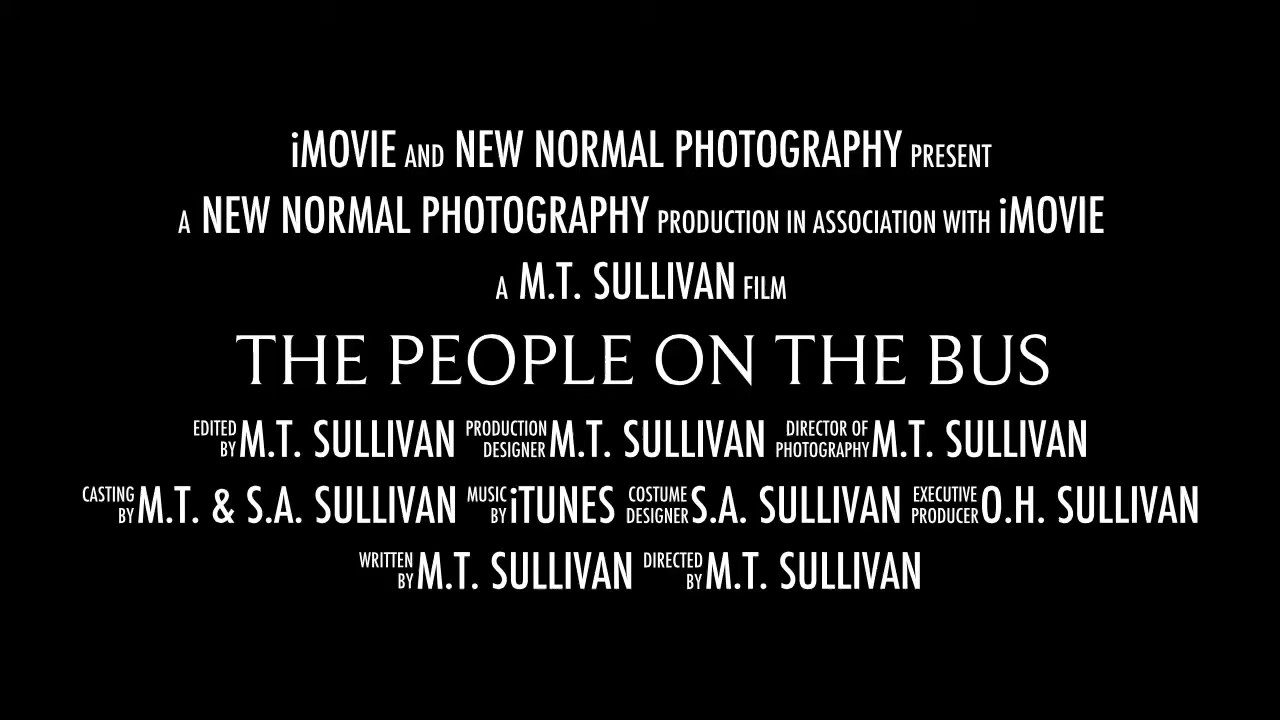 iMOVIE AND NEW NORMAL PHOTOGRAPHY PRESENT
A NEW NORMAL PHOTOGRAPHY PRODUCTION IN ASSOCIATION WITH iMOVIE
A M.T. SULLIVAN FILM
THE PEOPLE ON THE BUS
EDITED BY M.T. SULLIVAN PRODUCTION DESIGNER M.T. SULLIVAN DIRECTOR OF PHOTOGRAPHY M.T. SULLIVAN
CASTING BY M.T. & S.A. SULLIVAN MUSIC BY iTUNES COSTUME DESIGNER S.A. SULLIVAN EXECUTIVE PRODUCER O.H. SULLIVAN
WRITTEN BY M.T. SULLIVAN DIRECTED BY M.T. SULLIVAN